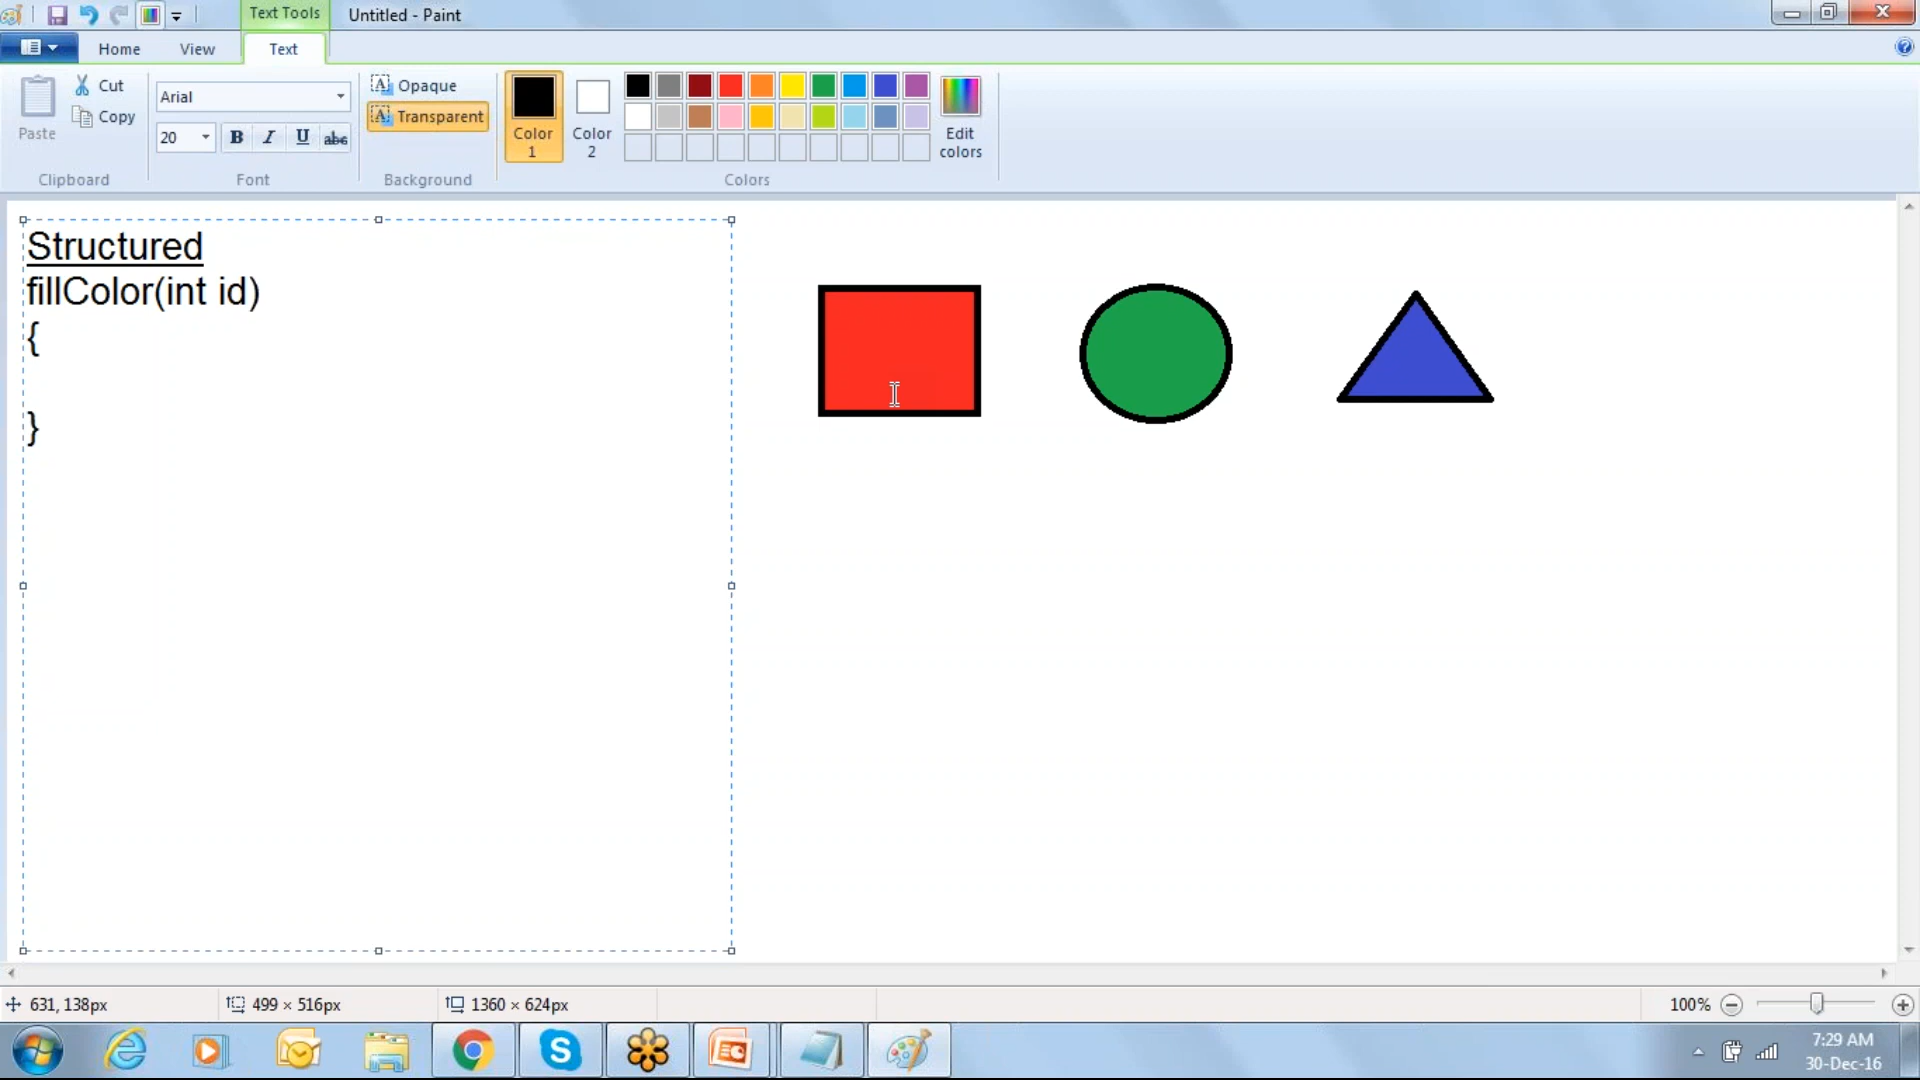 Text Tools
Untitled - Paint
Home
View
Text
Paste
Cut
Copy
Clipboard
Arial
20
B
I
U
abc
Font
Opaque
Transparent
Background
Color
1
Color
2
Edit
colors
Colors
Structured
fillColor(int id)
{
}
631, 138px
499 × 516px
1360 × 624px
100%
7:29 AM
30-Dec-16